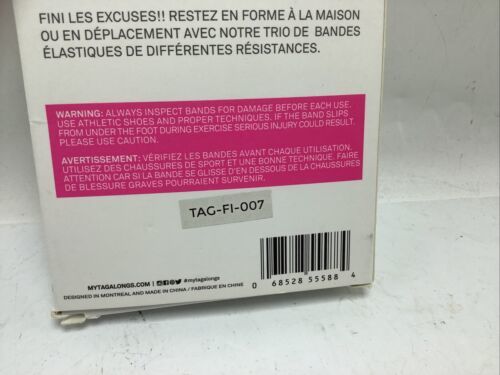 FINI LES EXCUSES!! RESTEZ EN FORME À LA MAISON
OU EN DÉPLACEMENT AVEC NOTRE TRIO DE BANDES
ÉLASTIQUES DE DIFFÉRENTES RÉSISTANCES.
WARNING: ALWAYS INSPECT BANDS FOR DAMAGE BEFORE EACH USE.
USE ATHLETIC SHOES AND PROPER TECHNIQUES. IF THE BAND SLIPS
FROM UNDER THE FOOT DURING EXERCISE SERIOUS INJURY COULD RESULT.
PLEASE USE CAUTION.
AVERTISSEMENT: VÉRIFIEZ LES BANDES AVANT CHAQUE UTILISATION.
UTILISEZ DES CHAUSSURES DE SPORT ET UNE BONNE TECHNIQUE. FAIRE
ATTENTION CAR SI LA BANDE SE GLISSE D'EN DESSOUS DE LA CHAUSSURES
DE BLESSURE GRAVES POURRAIENT SURVENIR.
TAG-FI-007
MYTAGALONGS.COM | #mytagalongs
DESIGNED IN MONTREAL AND MADE IN CHINA / FABRIQUÉ EN CHINE
0 68528 55588 4